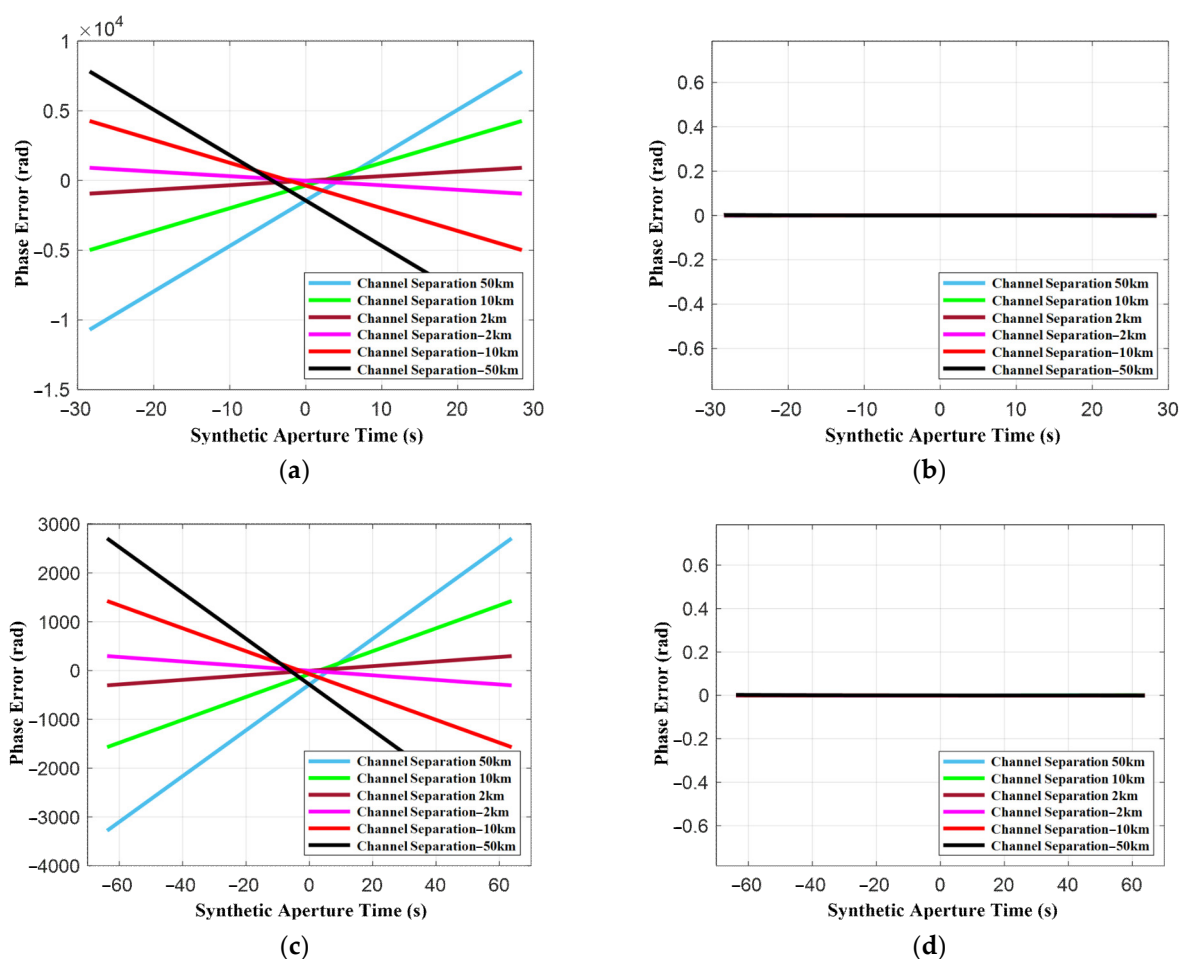 ×10⁴
1
0.5
0
−0.5
−1
−1.5
−30 −20 −10 0 10 20 30
Phase Error (rad)
Synthetic Aperture Time (s)
Channel Separation 50km
Channel Separation 10km
Channel Separation 2km
Channel Separation−2km
Channel Separation−10km
Channel Separation−50km
(a)
0.6
0.4
0.2
0
−0.2
−0.4
−0.6
−30 −20 −10 0 10 20 30
Phase Error (rad)
Synthetic Aperture Time (s)
Channel Separation 50km
Channel Separation 10km
Channel Separation 2km
Channel Separation−2km
Channel Separation−10km
Channel Separation−50km
(b)
3000
2000
1000
0
−1000
−2000
−3000
−4000
−60 −40 −20 0 20 40 60
Phase Error (rad)
Synthetic Aperture Time (s)
Channel Separation 50km
Channel Separation 10km
Channel Separation 2km
Channel Separation−2km
Channel Separation−10km
Channel Separation−50km
(c)
0.6
0.4
0.2
0
−0.2
−0.4
−0.6
−60 −40 −20 0 20 40 60
Phase Error (rad)
Synthetic Aperture Time (s)
Channel Separation 50km
Channel Separation 10km
Channel Separation 2km
Channel Separation−2km
Channel Separation−10km
Channel Separation−50km
(d)